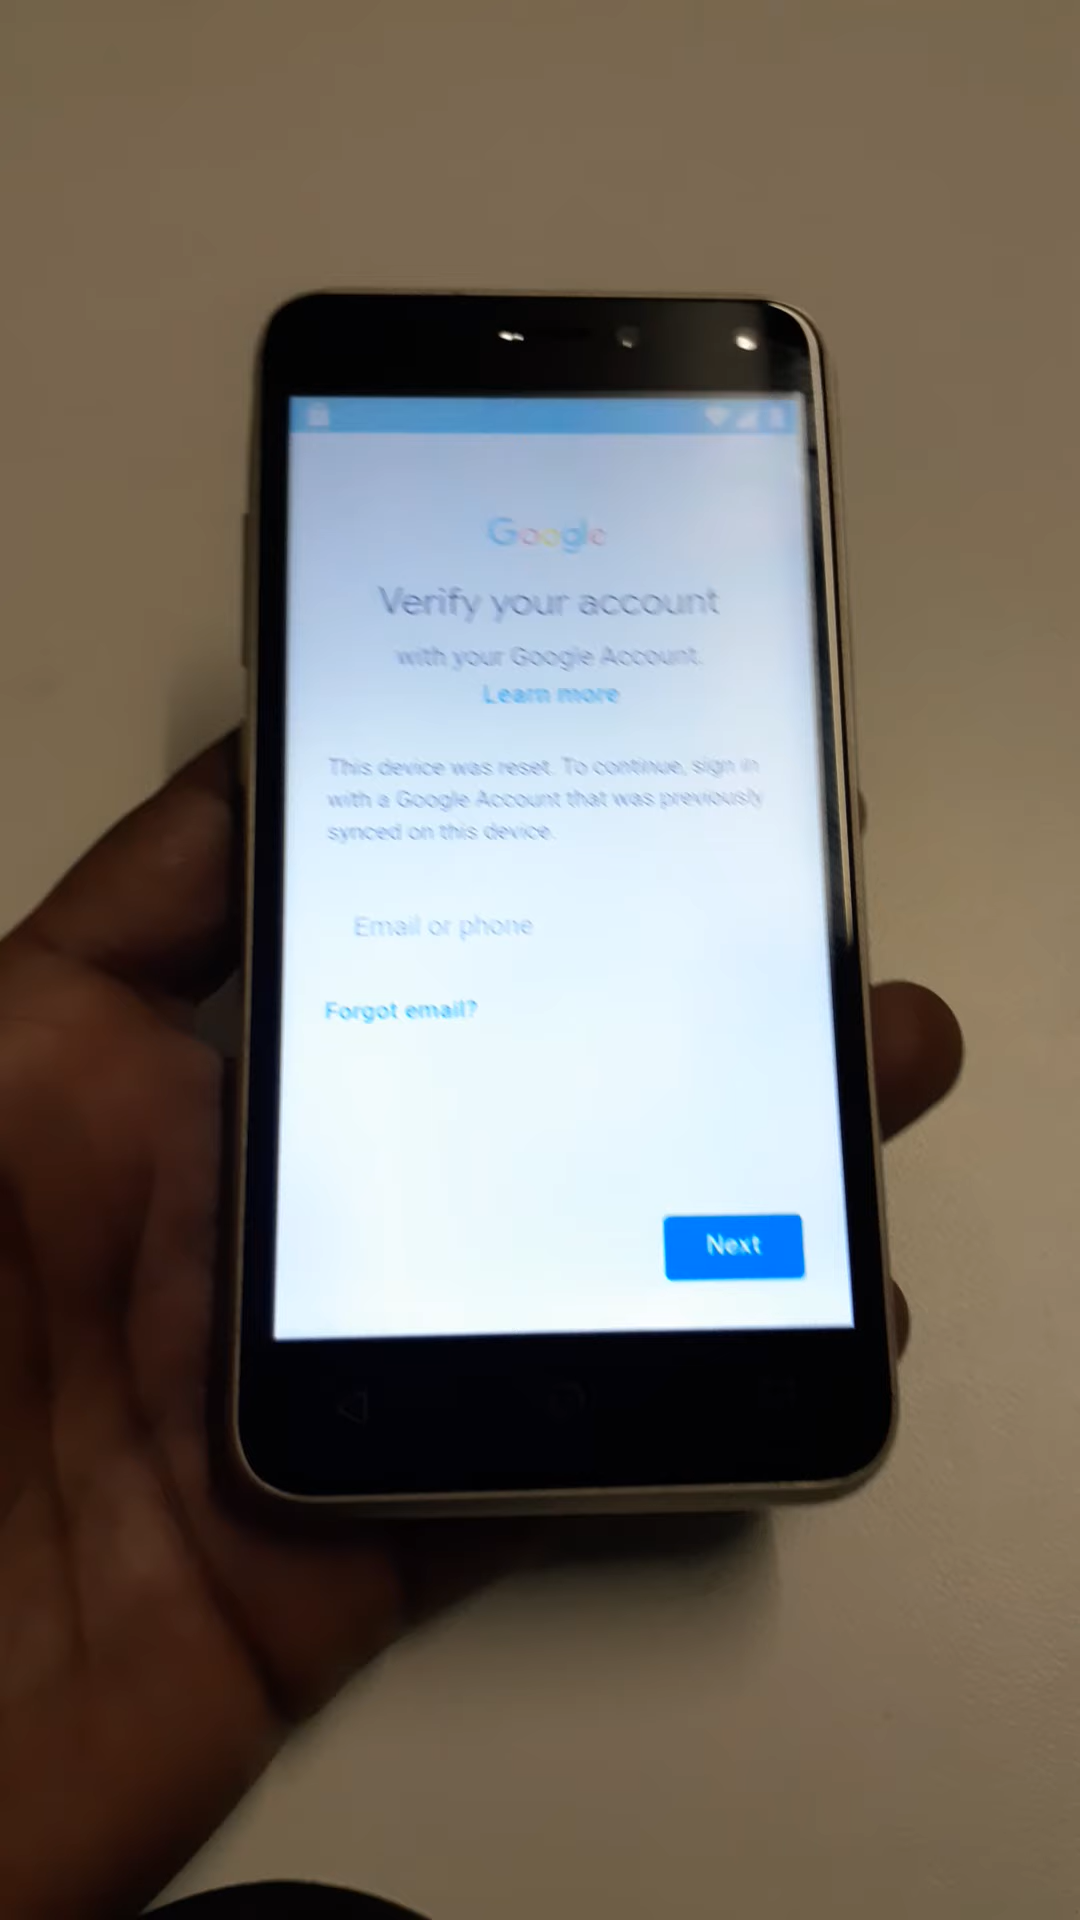 Google
Verify your account
with your Google Account.
Learn more
This device was reset. To continue, sign in
with a Google Account that was previously
synced on this device.
Email or phone
Forgot email?
Next